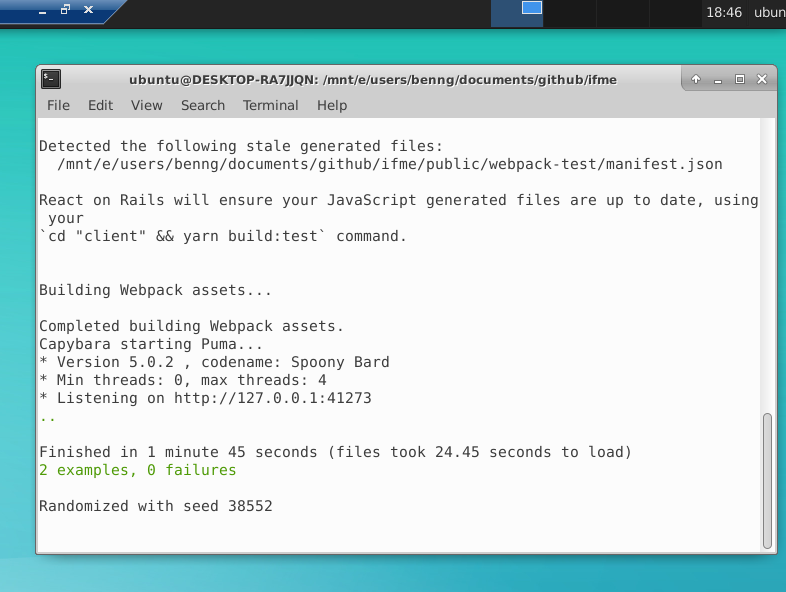 18:46 ubun
ubuntu@DESKTOP-RA7JJQN: /mnt/e/users/benng/documents/github/ifme
File Edit View Search Terminal Help
Detected the following stale generated files:
/mnt/e/users/benng/documents/github/ifme/public/webpack-test/manifest.json
React on Rails will ensure your JavaScript generated files are up to date, using
your
`cd "client" && yarn build:test` command.
Building Webpack assets...
Completed building Webpack assets.
Capybara starting Puma...
* Version 5.0.2 , codename: Spoony Bard
* Min threads: 0, max threads: 4
* Listening on http://127.0.0.1:41273
..
Finished in 1 minute 45 seconds (files took 24.45 seconds to load)
2 examples, 0 failures
Randomized with seed 38552